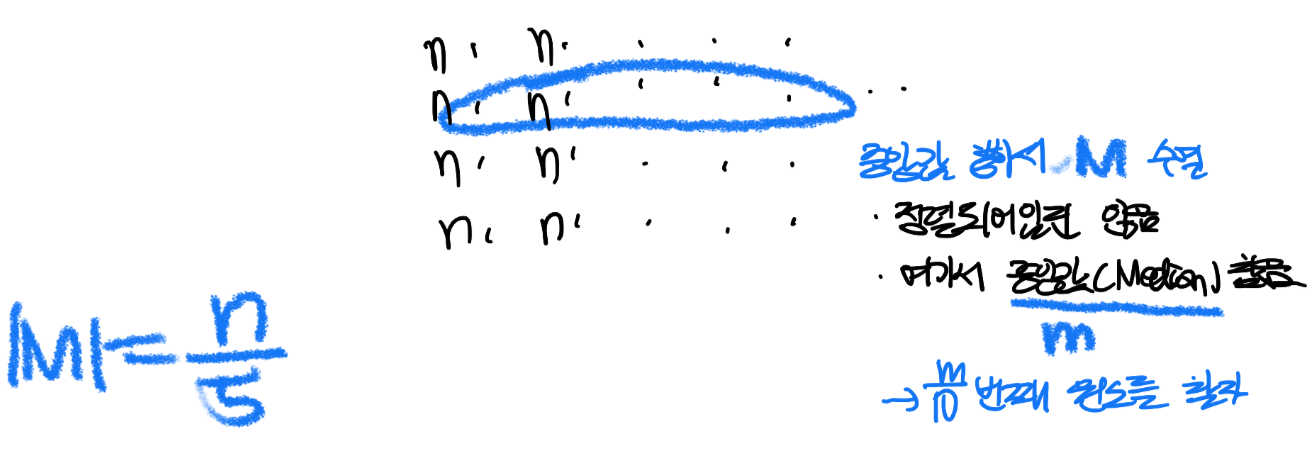 n. n. . . .
n. n. . . . . .
n. n. . . .
n. n. . . .
중앙값 뽑아서 M 수열
· 정렬되어있진 않음
· 여기서 중앙값(Median) 찾음
m
→ m/10 번째 원소를 찾자
|M| = n/5